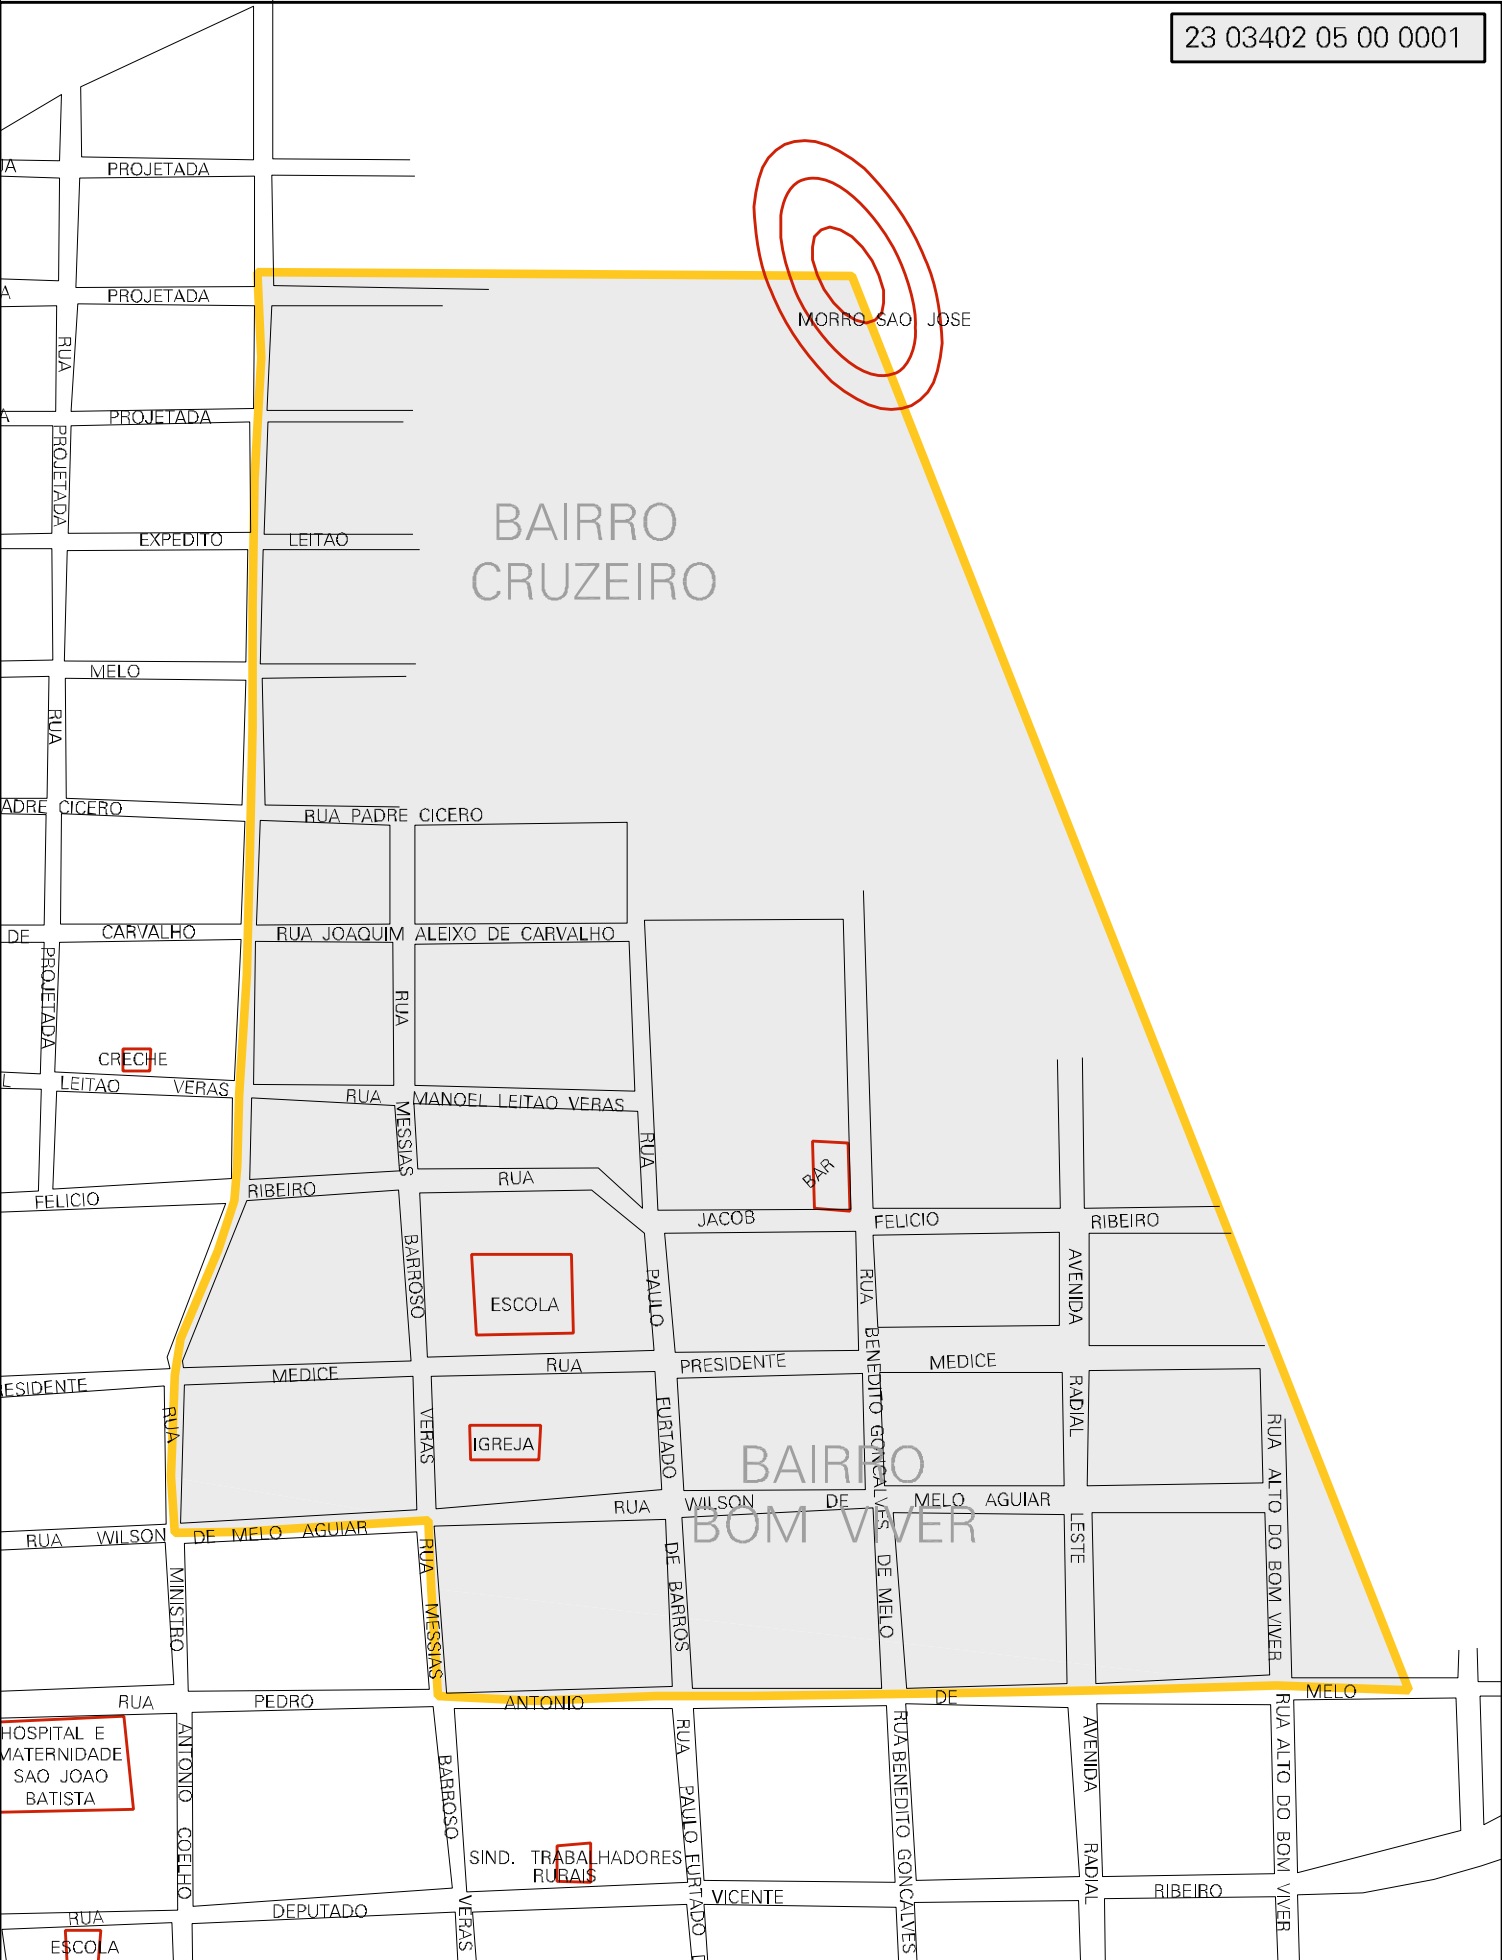 23 03402 05 00 0001
PROJETADA
PROJETADA
MORRO SAO JOSE
RUA
PROJETADA
PROJETADA
BAIRRO
CRUZEIRO
EXPEDITO LEITAO
MELO
RUA
ADRE CICERO
RUA PADRE CICERO
DE CARVALHO
RUA JOAQUIM ALEIXO DE CARVALHO
PROJETADA
RUA
CRECHE
LEITAO VERAS
RUA MANOEL LEITAO VERAS
MESSIAS
RUA
BAR
FELICIO
RIBEIRO
RUA
JACOB
FELICIO
RIBEIRO
BARROSO
ESCOLA
PAULO
RUA
AVENIDA
RESIDENTE
MEDICE
RUA
PRESIDENTE
MEDICE
BENEDITO GONCALVES DE MELO
RUA
VERAS
IGREJA
FURTADO
RADIAL
BAIRRO
BOM VIVER
RUA ALTO DO BOM VIVER
RUA WILSON DE MELO AGUIAR
RUA WILSON DE MELO AGUIAR
LESTE
MINISTRO
RUA MESSIAS
DE BARROS
RUA PEDRO
ANTONIO
DE
MELO
HOSPITAL E
MATERNIDADE
SAO JOAO
BATISTA
ANTONIO COELHO
BARROSO
RUA PAULO FURTADO
RUA BENEDITO GONCALVES
AVENIDA RADIAL
RUA ALTO DO BOM VIVER
SIND. TRABALHADORES
RURAIS
VICENTE
RIBEIRO
RUA
DEPUTADO
VERAS
ESCOLA